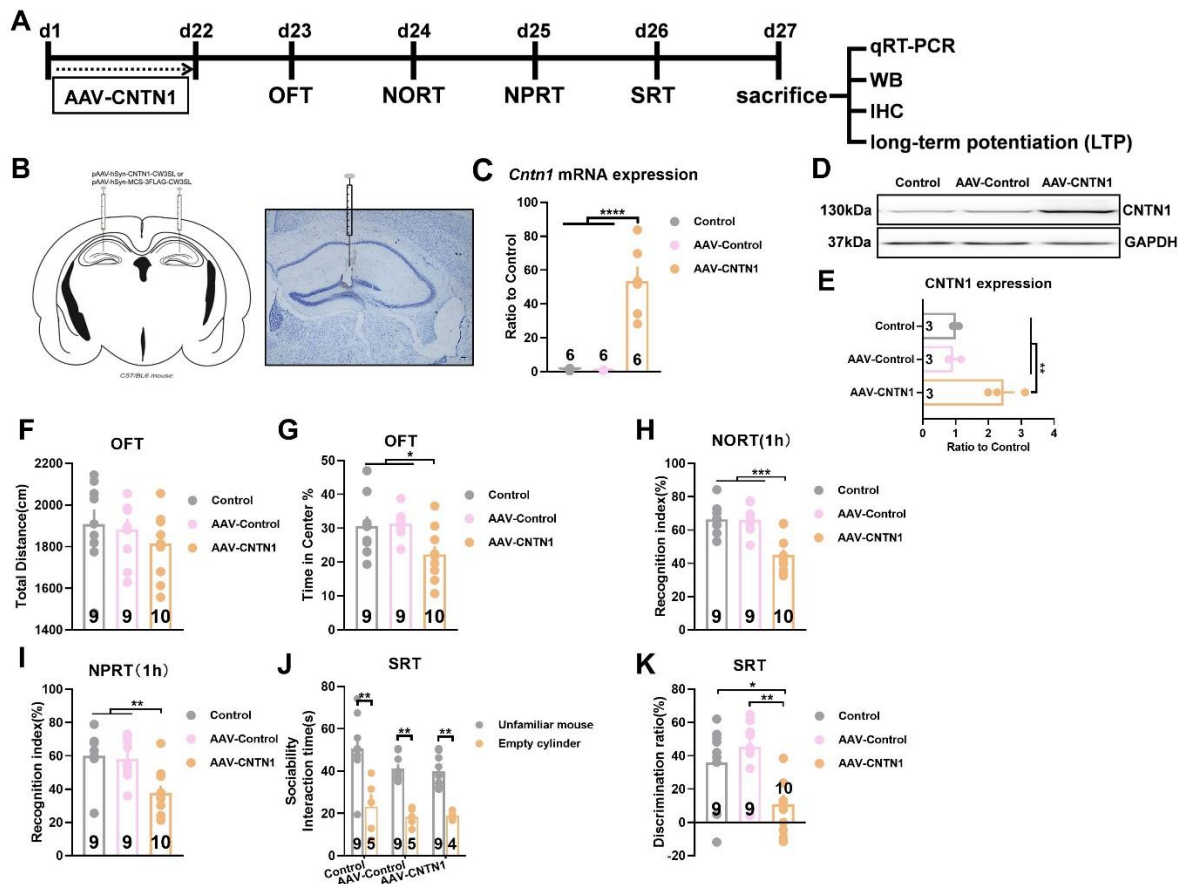 A
d1 d22 d23 d24 d25 d26 d27
AAV-CNTN1 OFT NORT NPRT SRT sacrifice
qRT-PCR
WB
IHC
long-term potentiation (LTP)
B
pAAV-hSyn-CNTN1-CW3SL or
pAAV-hSyn-MCS-3FLAG-CW3SL
C57/BL6 mouse
C
Cntn1 mRNA expression
Ratio to Control
100
80
60
40
20
0
****
6 6 6
Control
AAV-Control
AAV-CNTN1
D
Control AAV-Control AAV-CNTN1
130kDa CNTN1
37kDa GAPDH
E
CNTN1 expression
Control 3
AAV-Control 3
AAV-CNTN1 3
**
0 1 2 3 4
Ratio to Control
F
OFT
Total Distance(cm)
2200
2000
1800
1600
1400
9 9 10
Control
AAV-Control
AAV-CNTN1
G
OFT
Time in Center %
50
40
30
20
10
0
*
9 9 10
Control
AAV-Control
AAV-CNTN1
H
NORT(1h)
Recognition index(%)
100
80
60
40
20
0
***
9 9 10
Control
AAV-Control
AAV-CNTN1
I
NPRT(1h)
Recognition index(%)
100
80
60
40
20
0
**
9 9 10
Control
AAV-Control
AAV-CNTN1
J
SRT
Sociability
Interaction time(s)
80
60
40
20
0
** ** **
9 5 9 5 9 4
Control
AAV-Control
AAV-CNTN1
Unfamiliar mouse
Empty cylinder
K
SRT
Discrimination ratio(%)
80
60
40
20
0
-20
*
**
9 9 10
Control
AAV-Control
AAV-CNTN1